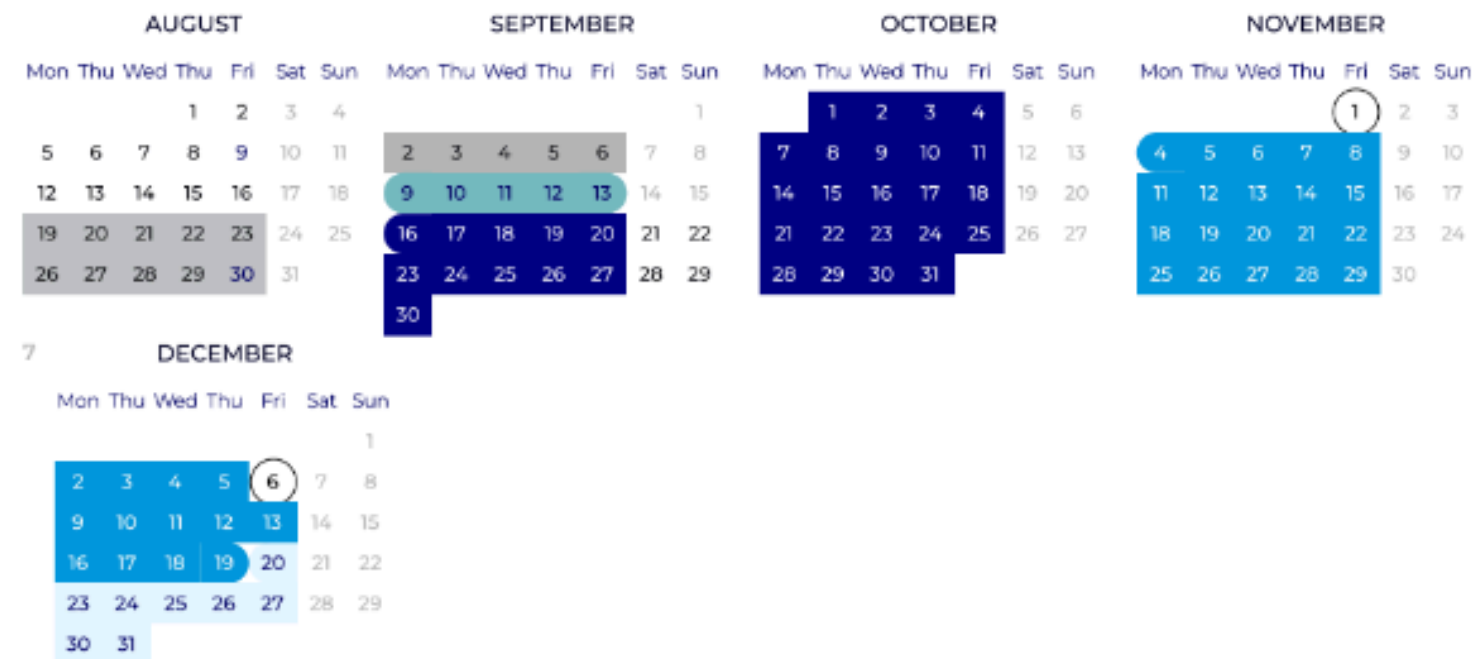 AUGUST SEPTEMBER OCTOBER NOVEMBER
Mon Thu Wed Thu Fri Sat Sun Mon Thu Wed Thu Fri Sat Sun Mon Thu Wed Thu Fri Sat Sun Mon Thu Wed Thu Fri Sat Sun
1 2 3 4 1 1 2 3 4 5 6 1 2 3
5 6 7 8 9 10 11 2 3 4 5 6 7 8 7 8 9 10 11 12 13 4 5 6 7 8 9 10
12 13 14 15 16 17 18 9 10 11 12 13 14 15 14 15 16 17 18 19 20 11 12 13 14 15 16 17
19 20 21 22 23 24 25 16 17 18 19 20 21 22 21 22 23 24 25 26 27 18 19 20 21 22 23 24
26 27 28 29 30 31 23 24 25 26 27 28 29 28 29 30 31 25 26 27 28 29 30
30
7 DECEMBER
Mon Thu Wed Thu Fri Sat Sun
1
2 3 4 5 6 7 8
9 10 11 12 13 14 15
16 17 18 19 20 21 22
23 24 25 26 27 28 29
30 31